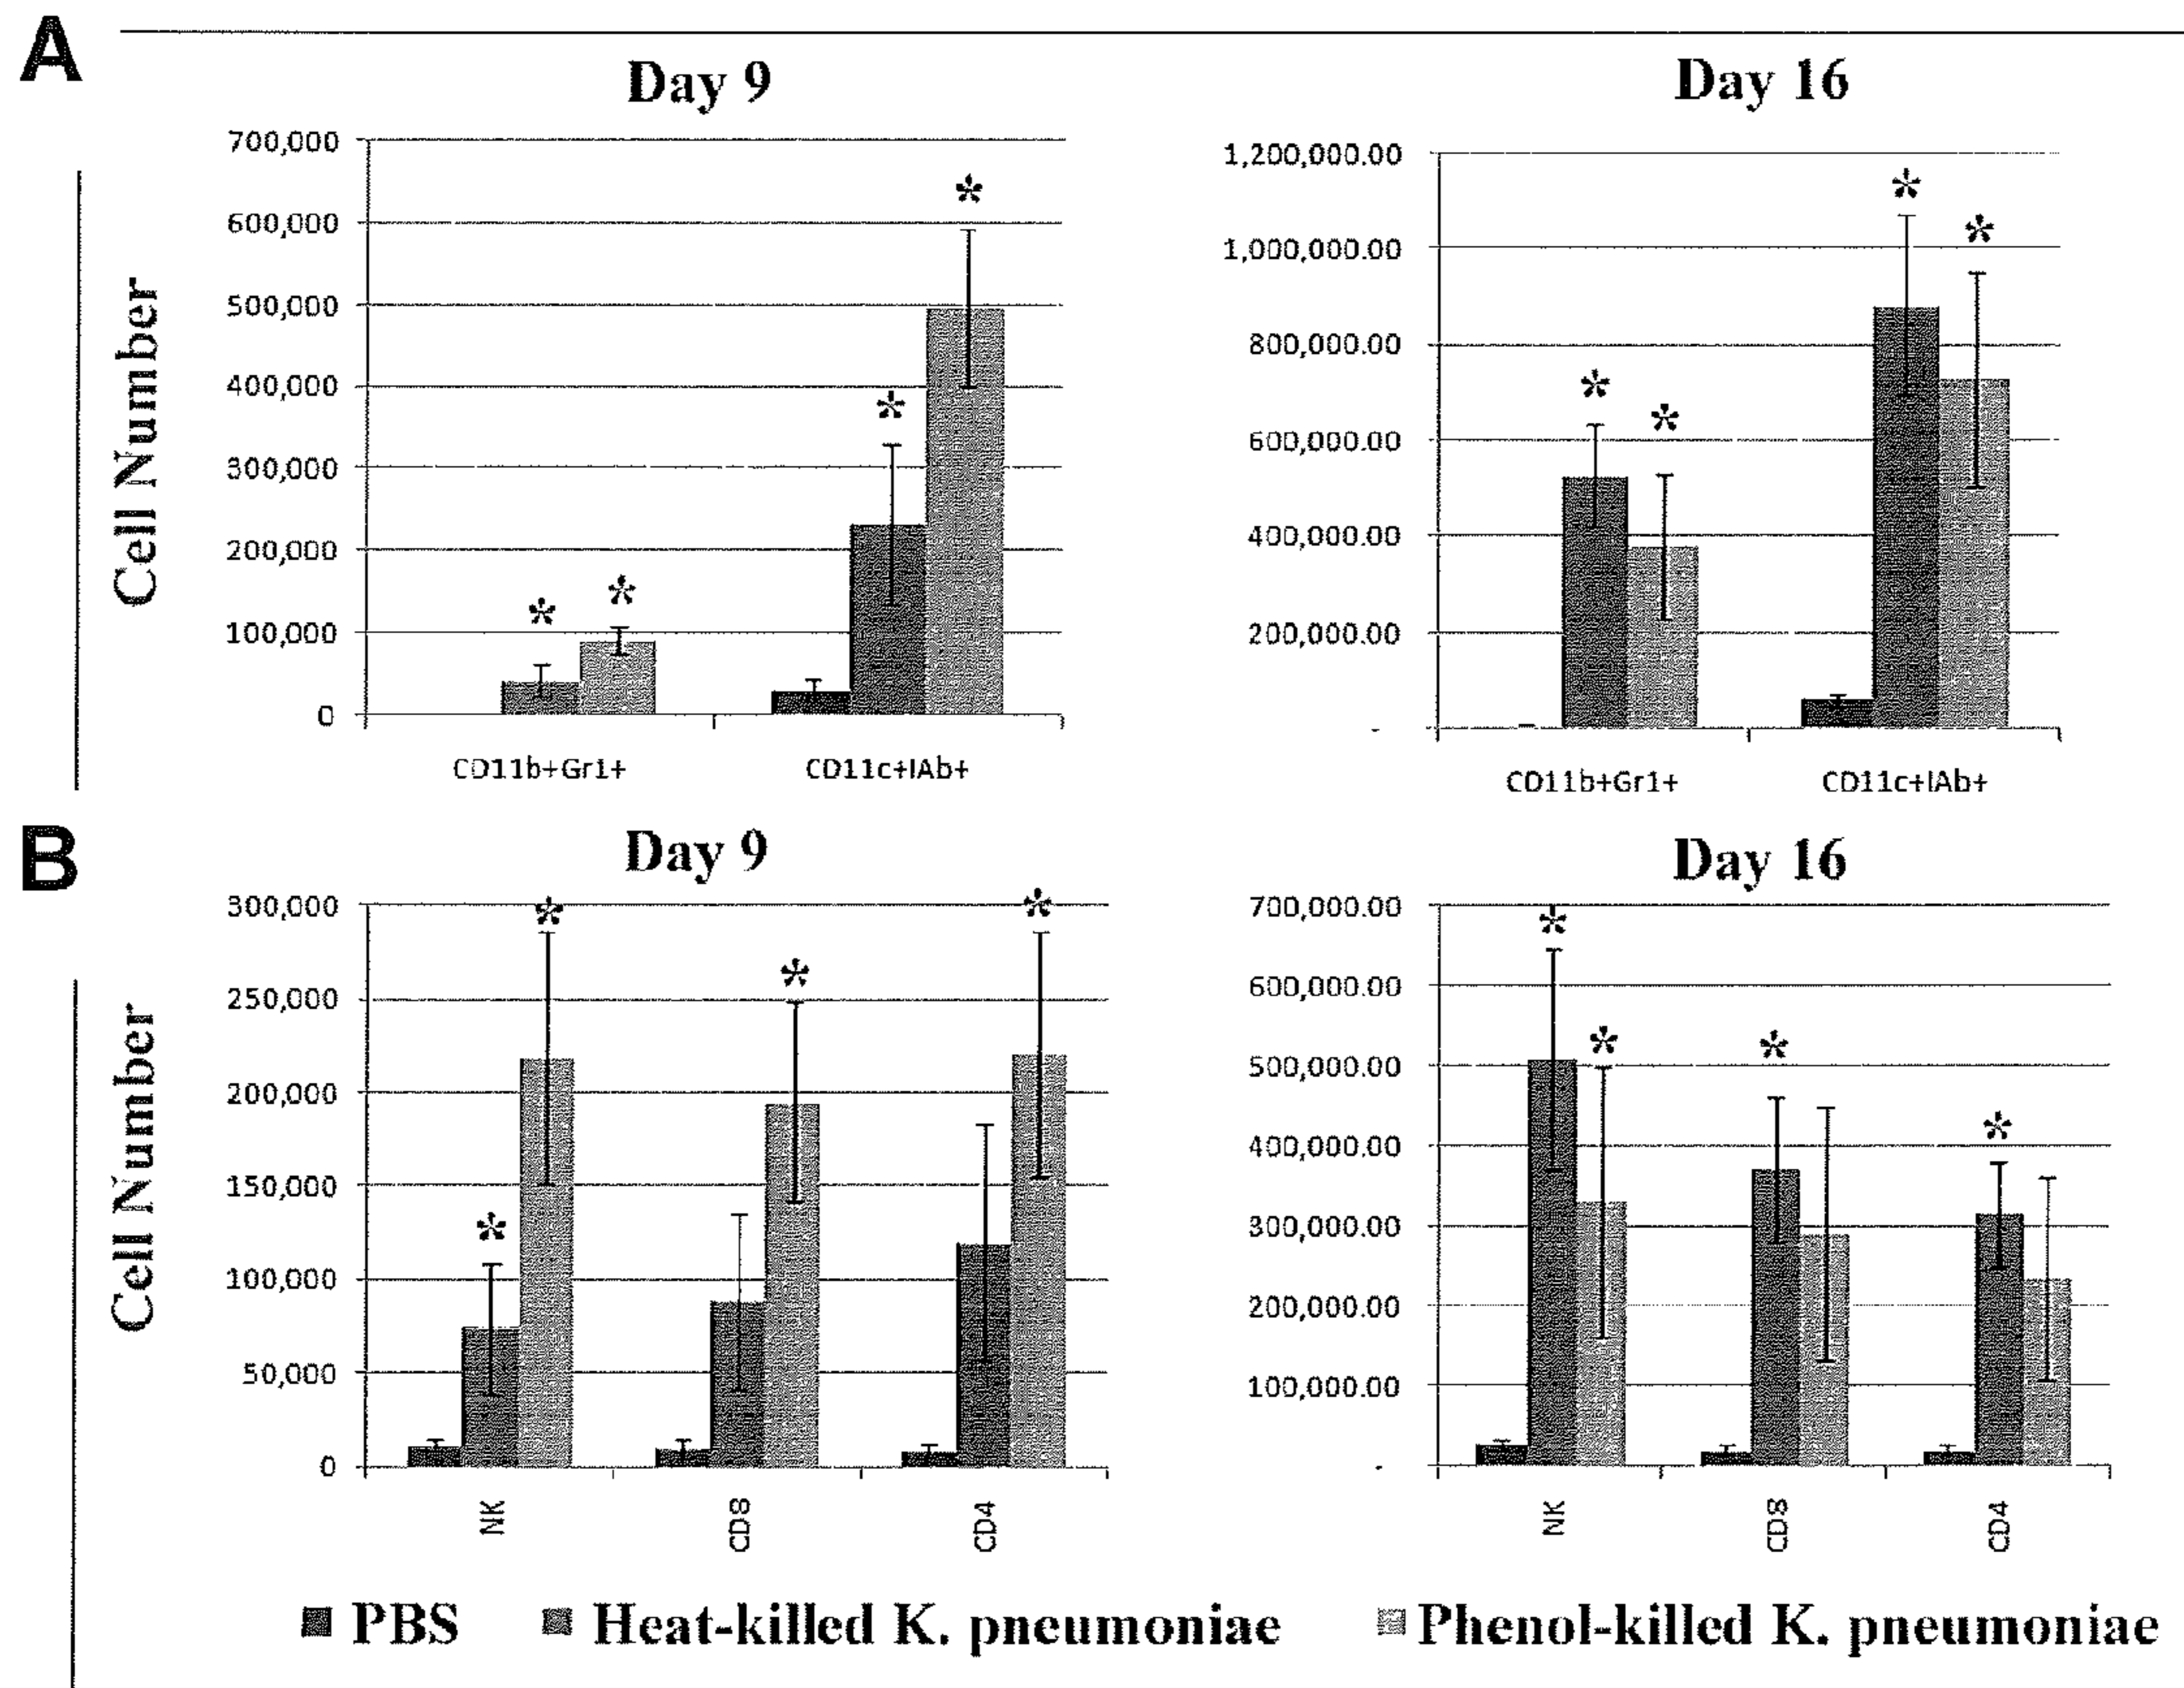 A
Day 9
Day 16
700,000
600,000
500,000
400,000
300,000
200,000
100,000
0
Cell Number
CD11b+Gr1+
CD11c+IAb+
1,200,000.00
1,000,000.00
800,000.00
600,000.00
400,000.00
200,000.00
-
CD11b+Gr1+
CD11c+IAb+
* * * *
* * * *
B
Day 9
Day 16
300,000
250,000
200,000
150,000
100,000
50,000
0
Cell Number
NK
CD8
CD4
700,000.00
600,000.00
500,000.00
400,000.00
300,000.00
200,000.00
100,000.00
-
NK
CD8
CD4
* * * *
* * * *
PBS
Heat-killed K. pneumoniae
Phenol-killed K. pneumoniae